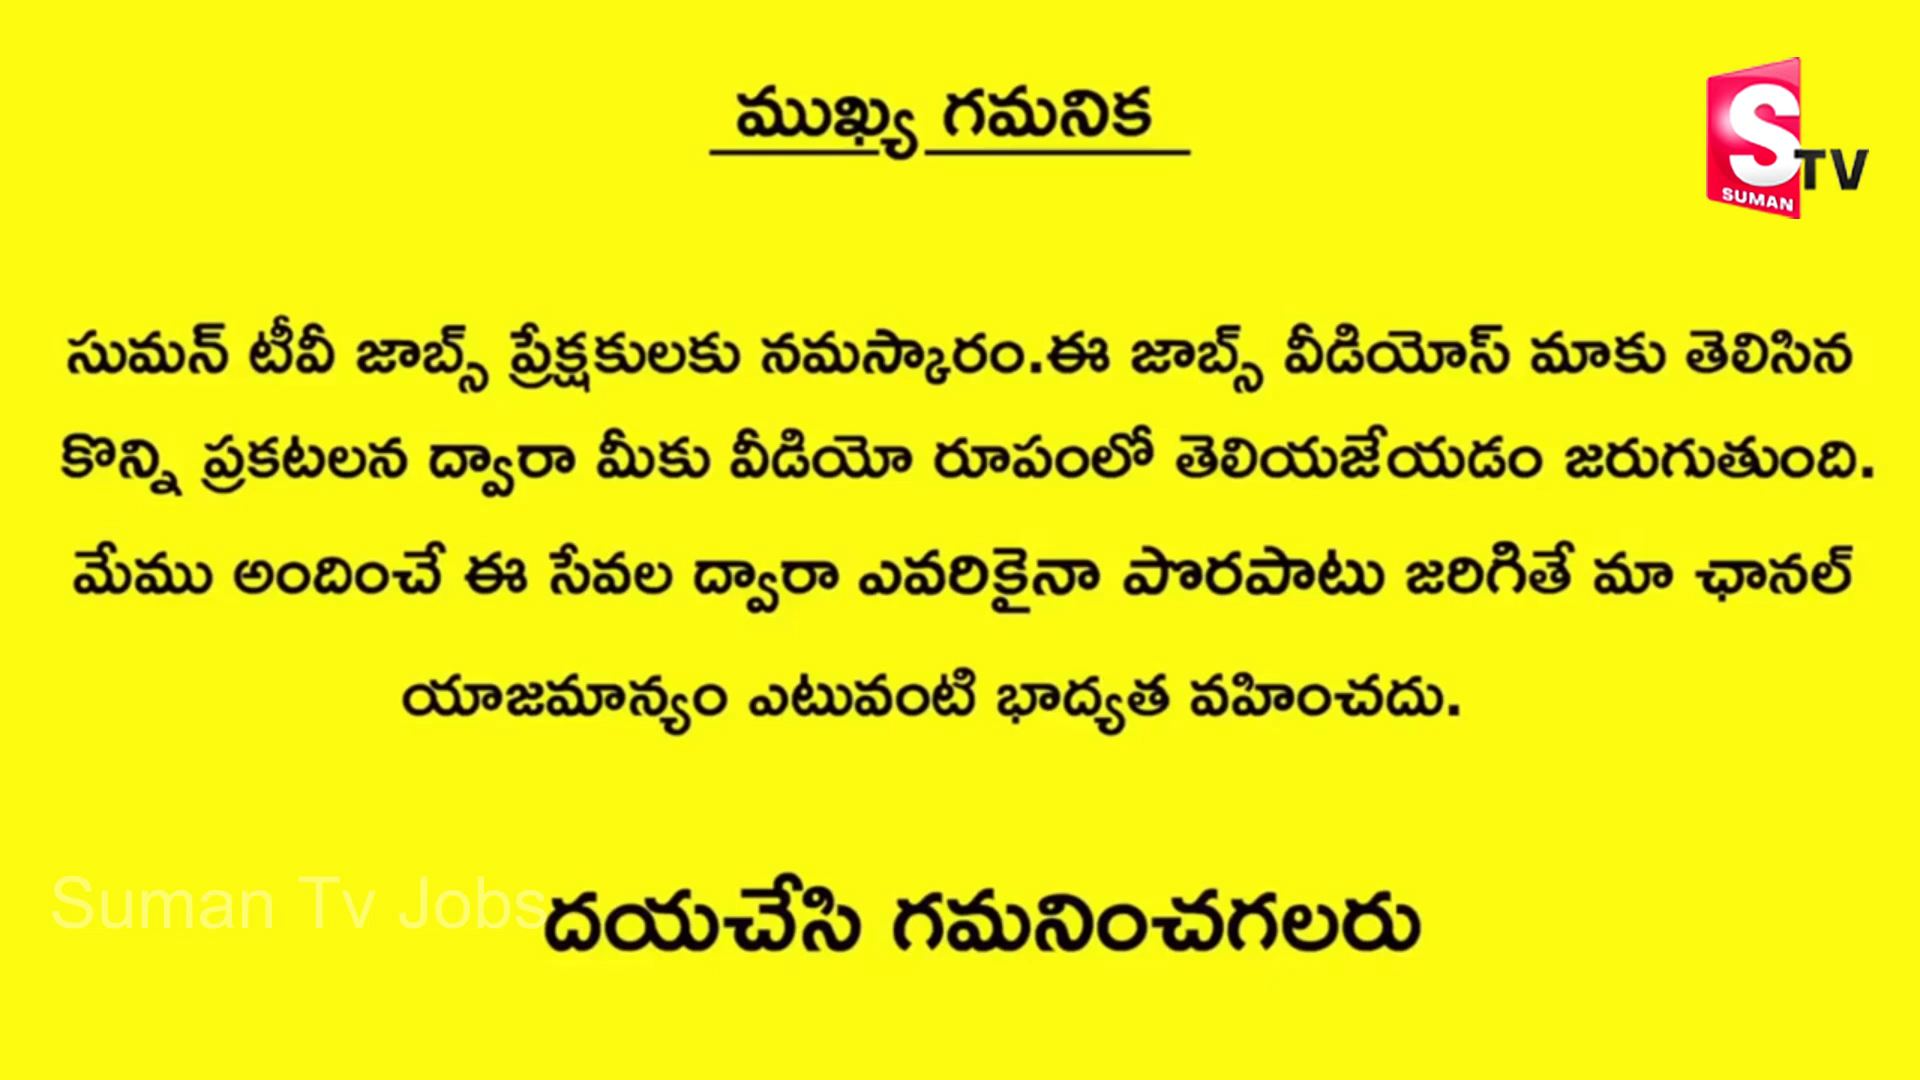 ముఖ్య గమనిక
S TV
SUMAN
సుమన్ టీవీ జాబ్స్ ప్రేక్షకులకు నమస్కారం.ఈ జాబ్స్ వీడియోస్ మాకు తెలిసిన
కొన్ని ప్రకటలన ద్వారా మీకు వీడియో రూపంలో తెలియజేయడం జరుగుతుంది.
మేము అందించే ఈ సేవల ద్వారా ఎవరికైనా పొరపాటు జరిగితే మా ఛానల్
యాజమాన్యం ఎటువంటి భాద్యత వహించదు.
Suman Tv Jobs
దయచేసి గమనించగలరు